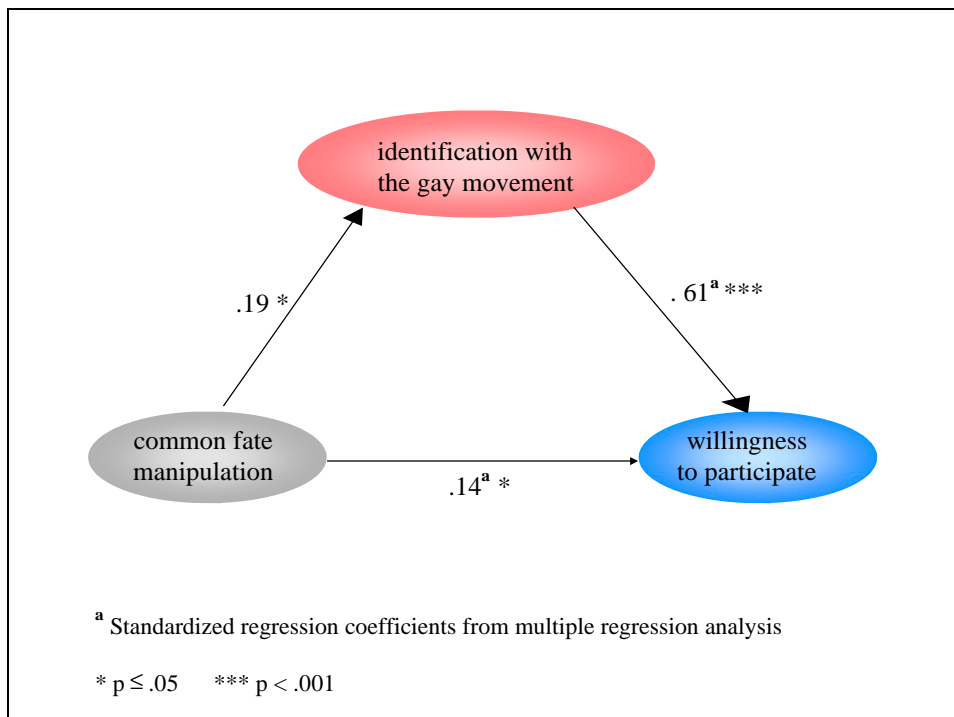 identification with
the gay movement
.19 *
. 61ᵃ ***
common fate
manipulation
willingness
to participate
.14ᵃ *
ᵃ Standardized regression coefficients from multiple regression analysis
* p ≤ .05 *** p < .001